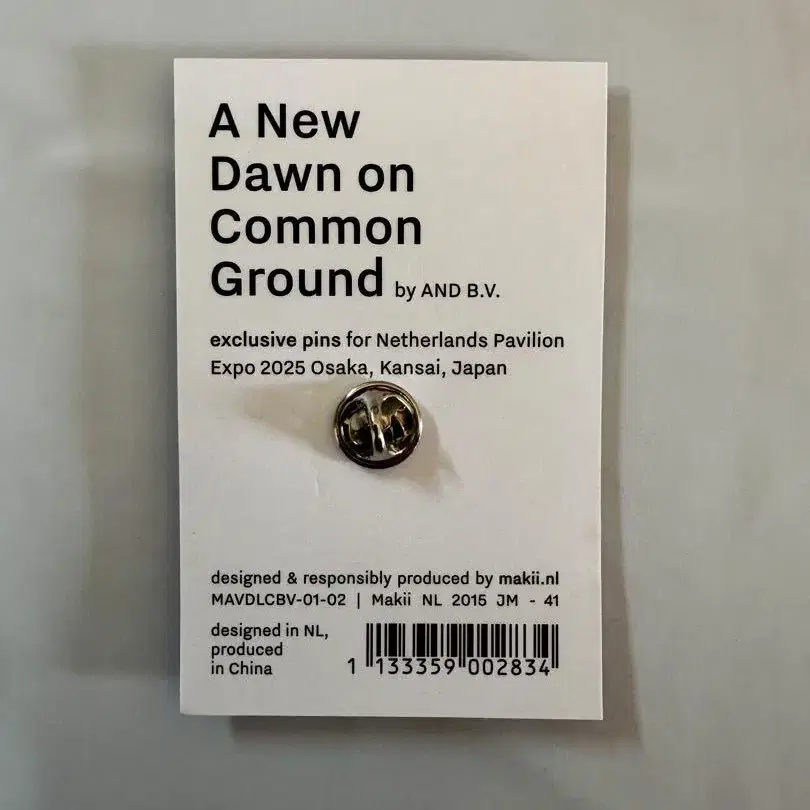 A New
Dawn on
Common
Ground by AND B.V.
exclusive pins for Netherlands Pavilion
Expo 2025 Osaka, Kansai, Japan
designed & responsibly produced by makii.nl
MAVDLCBV-01-02 | Makii NL 2015 JM - 41
designed in NL,
produced
in China
1 133359 002834